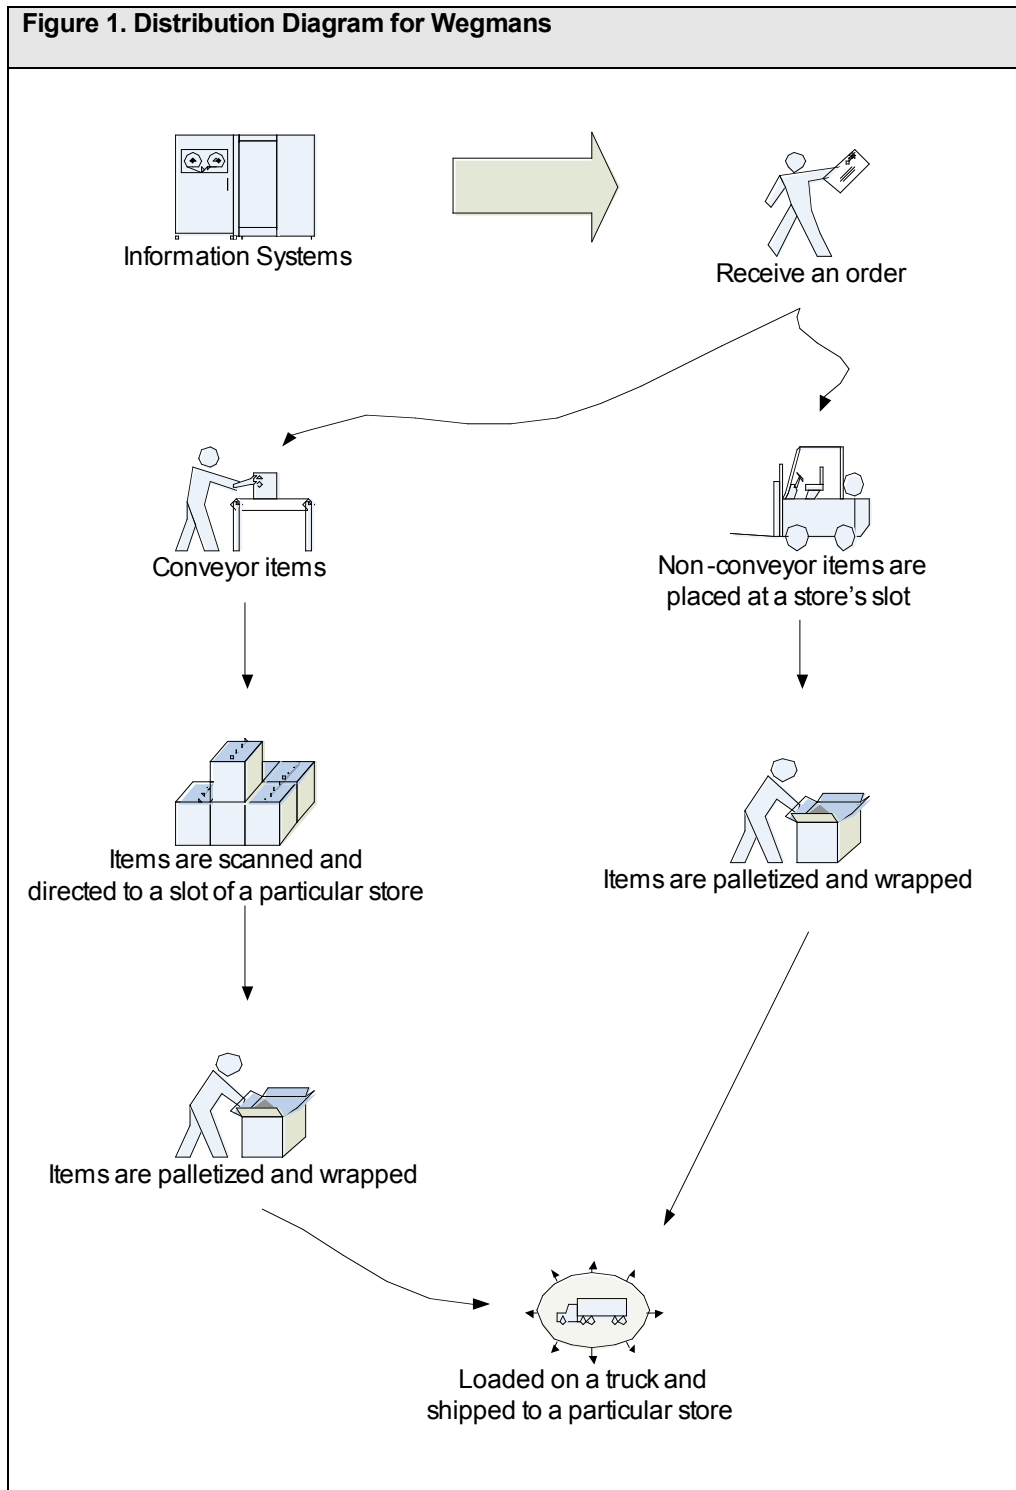 Figure 1. Distribution Diagram for Wegmans
Information Systems
Receive an order
Conveyor items
Non-conveyor items are
placed at a store's slot
Items are scanned and
directed to a slot of a particular store
Items are palletized and wrapped
Items are palletized and wrapped
Loaded on a truck and
shipped to a particular store